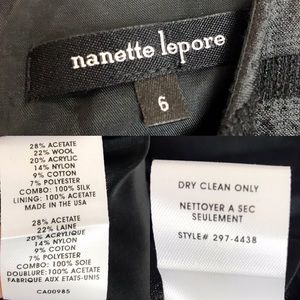 nanette lepore
6
28% ACETATE
22% WOOL
20% ACRYLIC
14% NYLON
9% COTTON
7% POLYESTER
COMBO: 100% SILK
LINING: 100% ACETATE
MADE IN THE USA
28% ACETATE
22% LAINE
20% ACRYLIQUE
14% NYLON
9% COTTON
7% POLYESTER
COMBO: 100% SOIE
DOUBLURE: 100% ACETATE
FABRIQUE AUX ETATS-UNIS
CA00985
DRY CLEAN ONLY
NETTOYER A SEC
SEULEMENT
STYLE# 297-4438